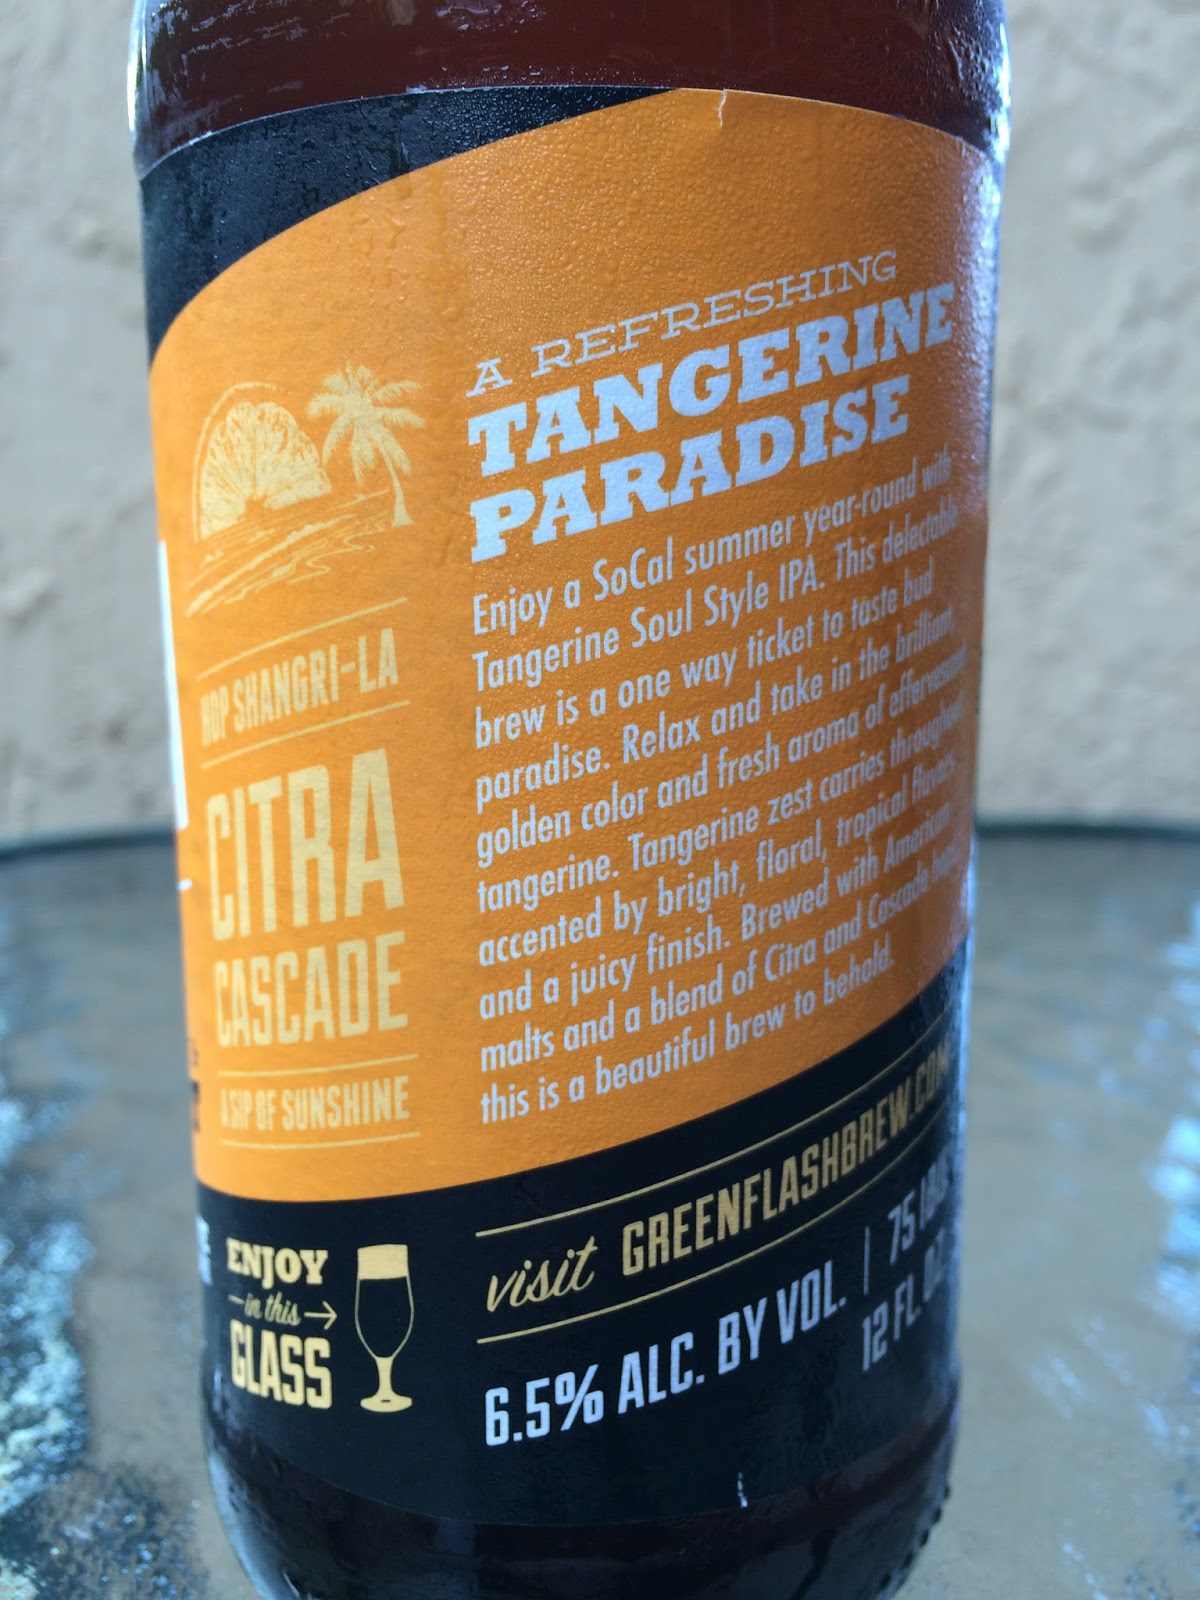 A REFRESHING
TANGERINE
PARADISE
Enjoy a SoCal summer year-round with
Tangerine Soul Style IPA. This delectable
brew is a one way ticket to taste bud
paradise. Relax and take in the brilliant
golden color and fresh aroma of effervescent
tangerine. Tangerine zest carries throughout
accented by bright, floral, tropical flavors
and a juicy finish. Brewed with American
malts and a blend of Citra and Cascade hops
this is a beautiful brew to behold.
HOP SHANGRI-LA
CITRA
CASCADE
A SIP OF SUNSHINE
ENJOY
in this
GLASS
visit GREENFLASHBREW.COM
6.5% ALC. BY VOL. | 75 IBUS
12 FL. OZ.